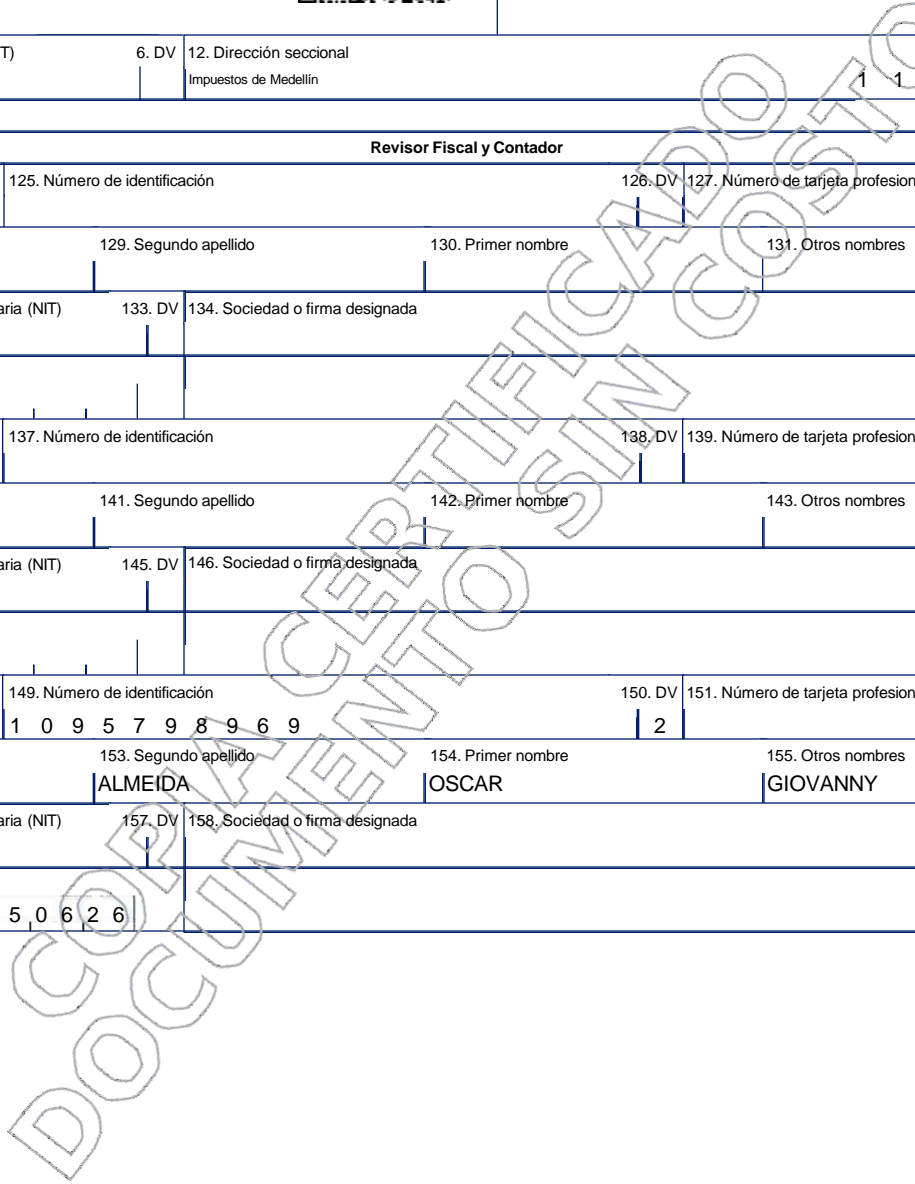 T) 6. DV 12. Dirección seccional
Impuestos de Medellín 1 1
Revisor Fiscal y Contador
125. Número de identificación 126. DV 127. Número de tarjeta profesion
129. Segundo apellido 130. Primer nombre 131. Otros nombres
aria (NIT) 133. DV 134. Sociedad o firma designada
137. Número de identificación 138. DV 139. Número de tarjeta profesion
141. Segundo apellido 142. Primer nombre 143. Otros nombres
aria (NIT) 145. DV 146. Sociedad o firma designada
149. Número de identificación 150. DV 151. Número de tarjeta profesion
1 0 9 5 7 9 8 9 6 9 2
153. Segundo apellido 154. Primer nombre 155. Otros nombres
ALMEIDA OSCAR GIOVANNY
aria (NIT) 157. DV 158. Sociedad o firma designada
5 0 6 2 6
COPIA CERTIFICADO
DOCUMENTO SIN COSTO